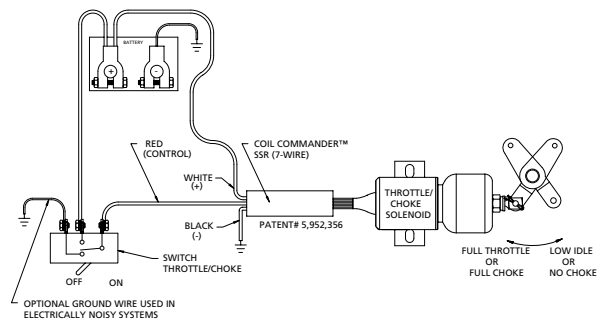 BATTERY
+
-
RED
(CONTROL)
COIL COMMANDER™
SSR (7-WIRE)
WHITE
(+)
THROTTLE/
CHOKE
SOLENOID
PATENT# 5,952,356
BLACK
(-)
SWITCH
THROTTLE/CHOKE
FULL THROTTLE
OR
FULL CHOKE
LOW IDLE
OR
NO CHOKE
OFF
ON
OPTIONAL GROUND WIRE USED IN
ELECTRICALLY NOISY SYSTEMS